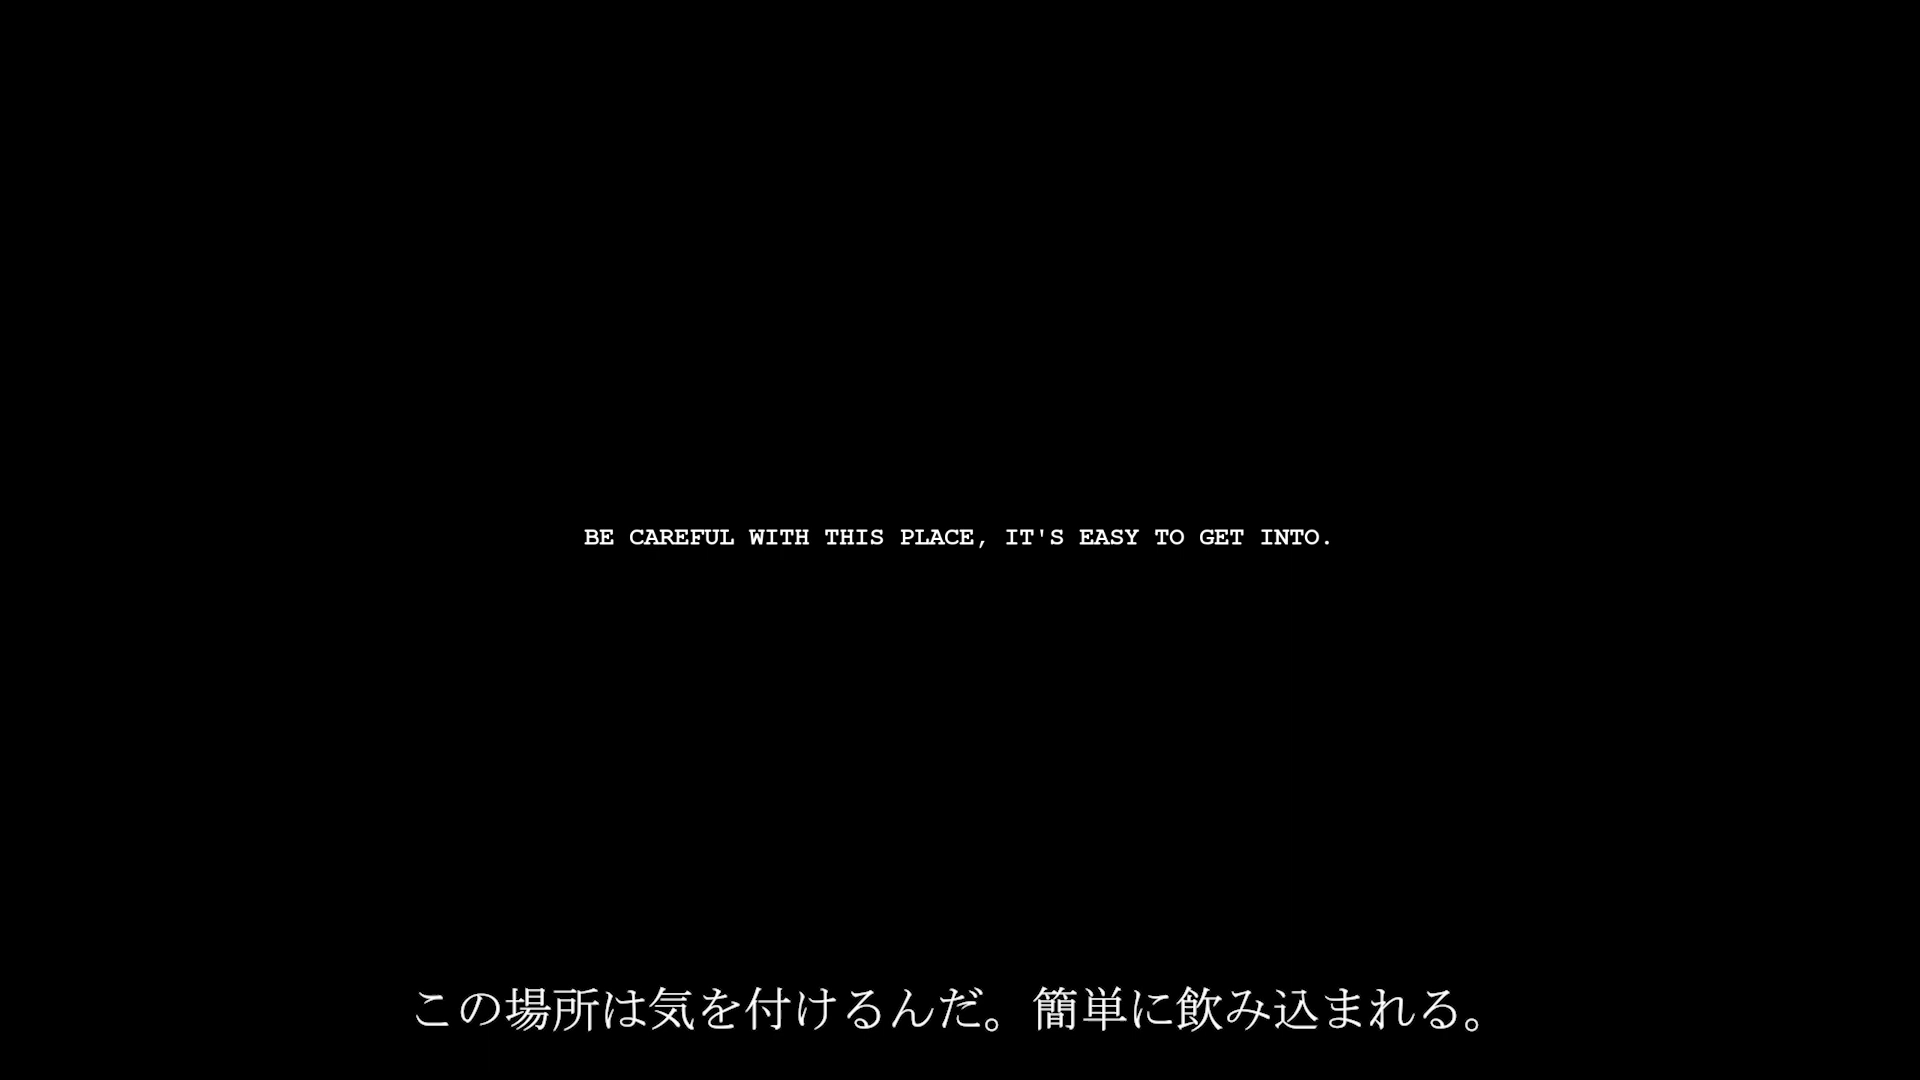 BE CAREFUL WITH THIS PLACE, IT'S EASY TO GET INTO.
この場所は気を付けるんだ。簡単に飲み込まれる。